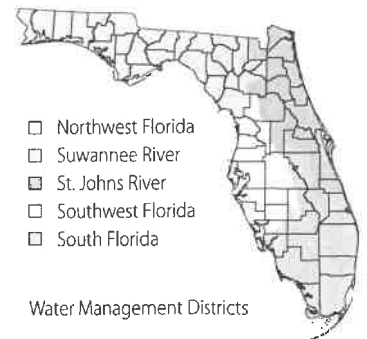 Northwest Florida
Suwannee River
St. Johns River
Southwest Florida
South Florida
Water Management Districts